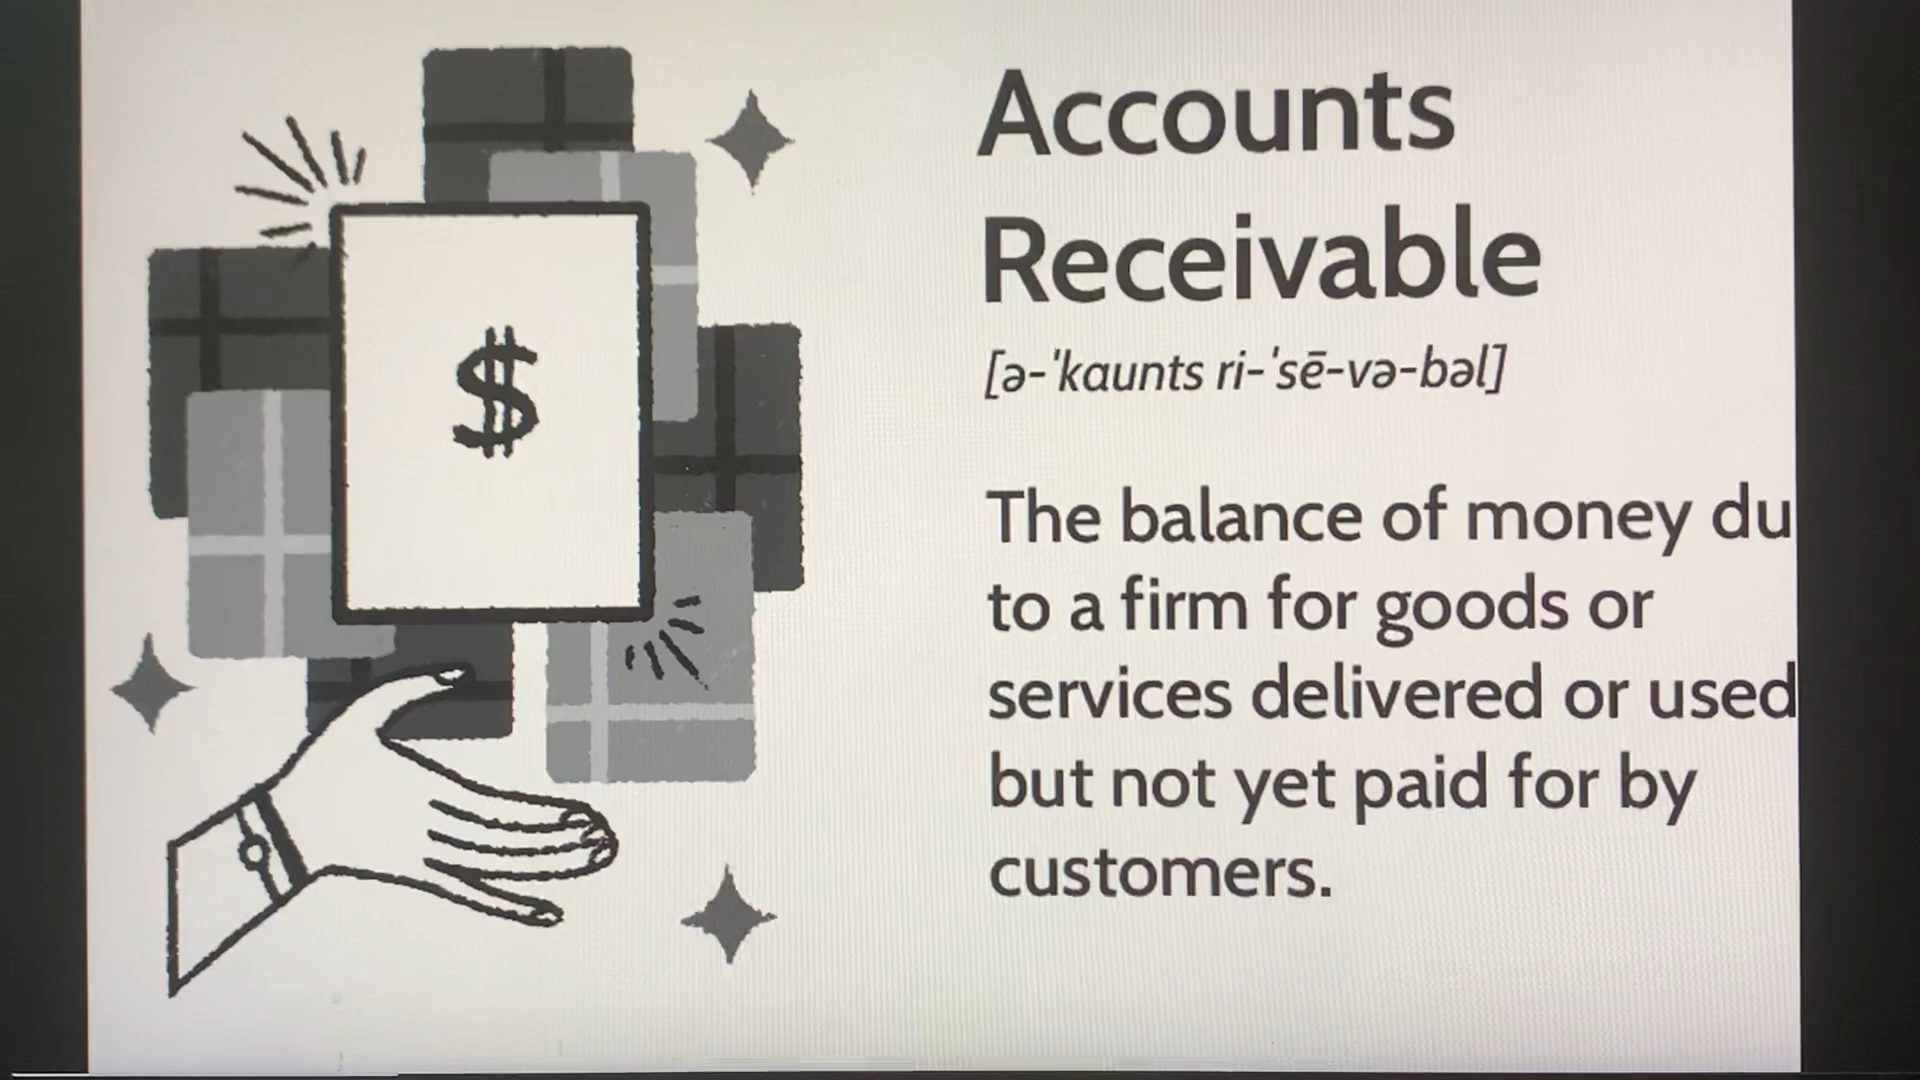 $
Accounts
Receivable
[ə-ˈkaunts ri-ˈsē-və-bəl]
The balance of money du
to a firm for goods or
services delivered or used
but not yet paid for by
customers.